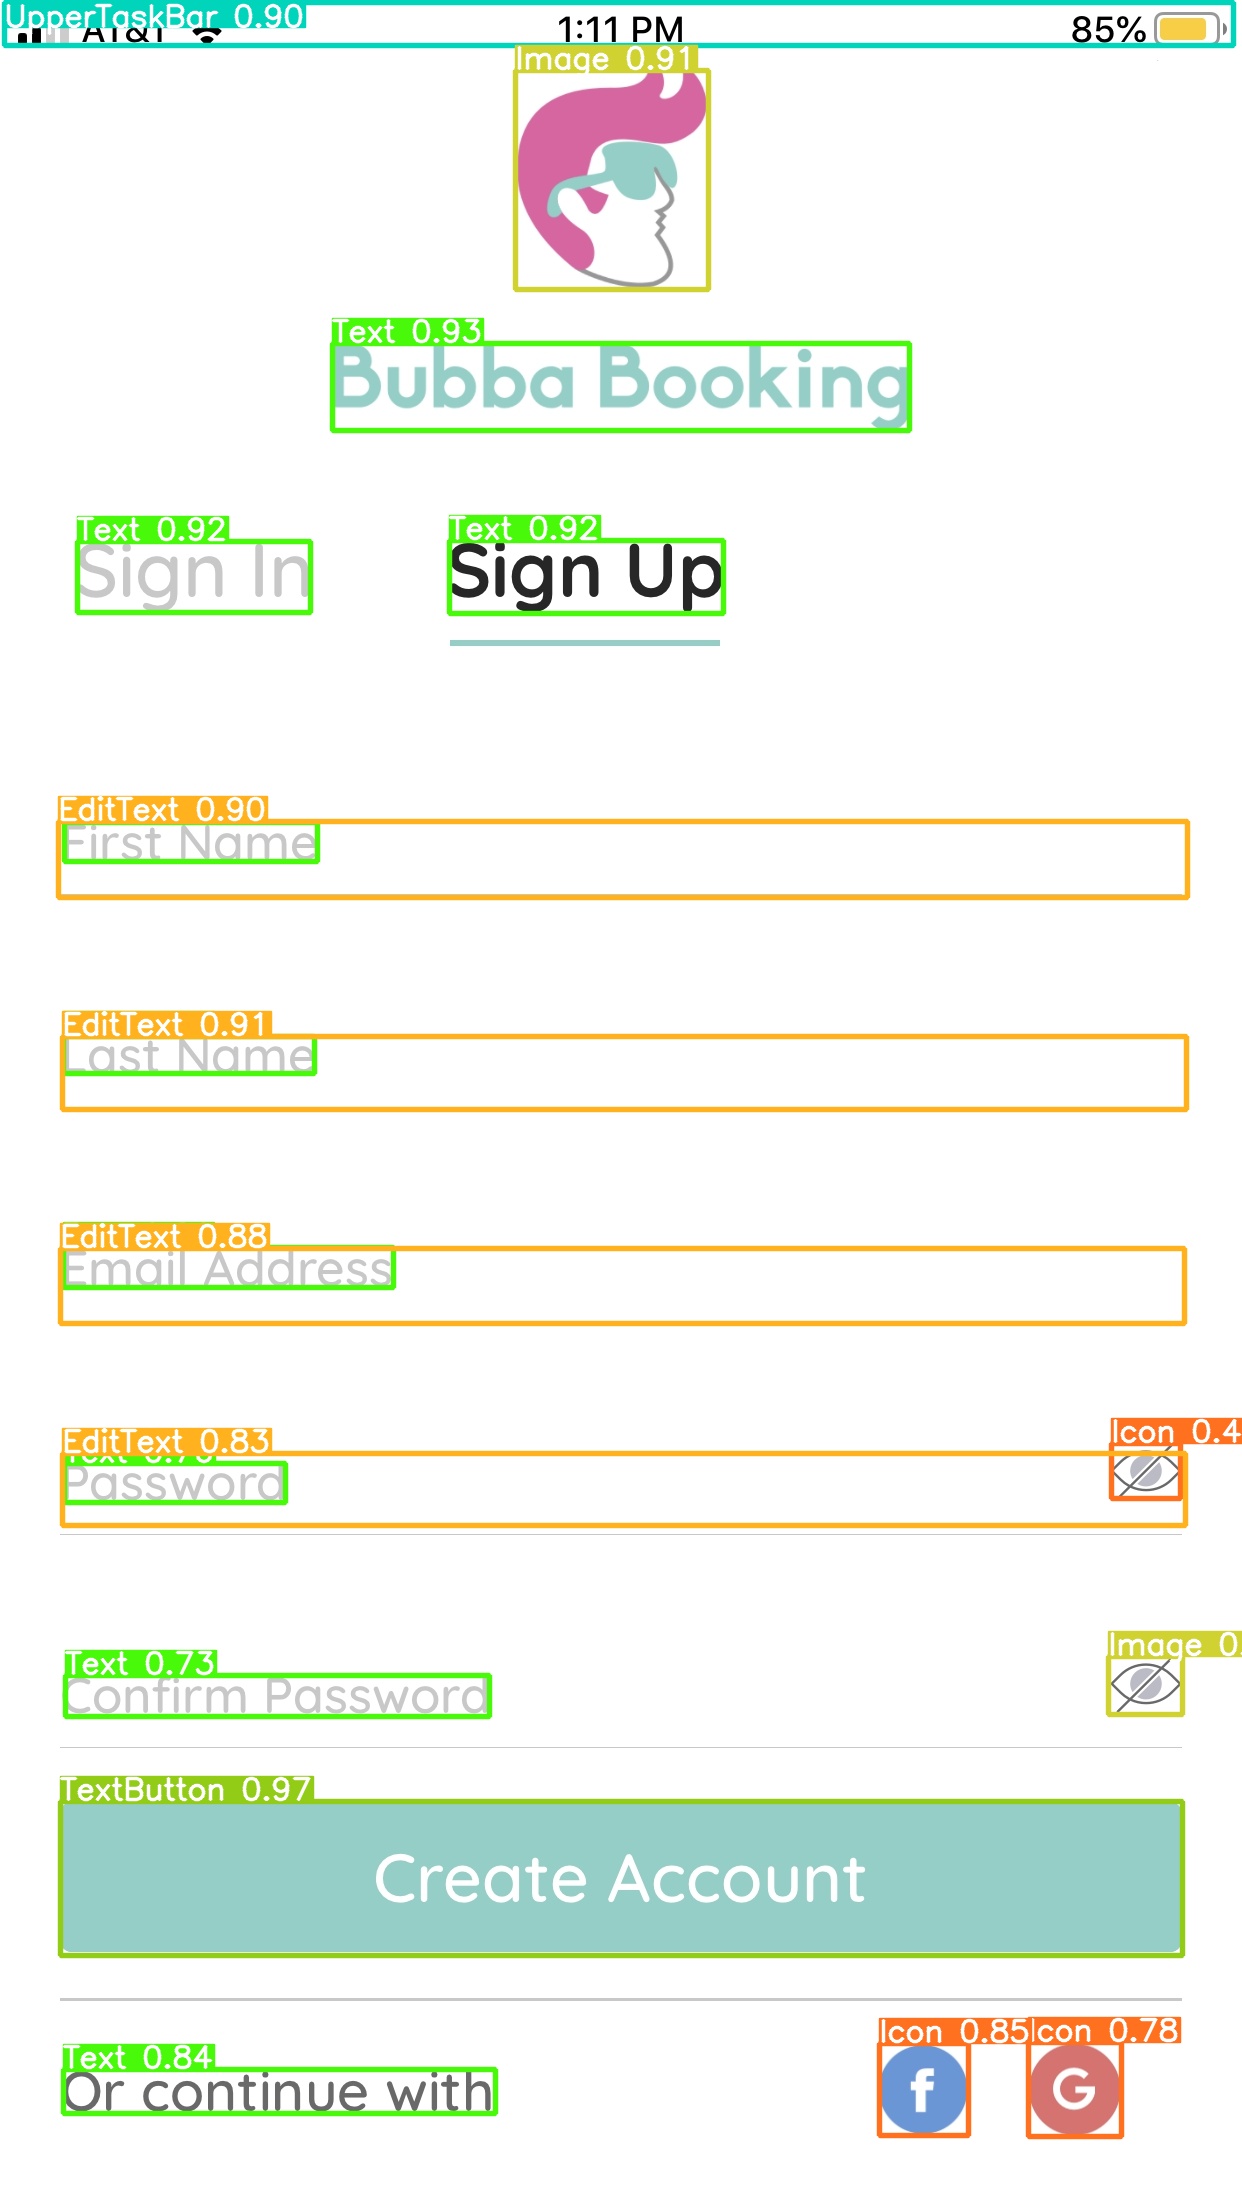 UpperTaskBar 0.90
AT&T 1:11 PM 85%
Image 0.91
Text 0.93
Bubba Booking
Text 0.92 Text 0.92
Sign In Sign Up
EditText 0.90
First Name
EditText 0.91
Last Name
EditText 0.88
Email Address
EditText 0.83 Icon 0.4
Password
Text 0.73 Image 0.
Confirm Password
TextButton 0.97
Create Account
Icon 0.85 Icon 0.78
Text 0.84
Or continue with f G